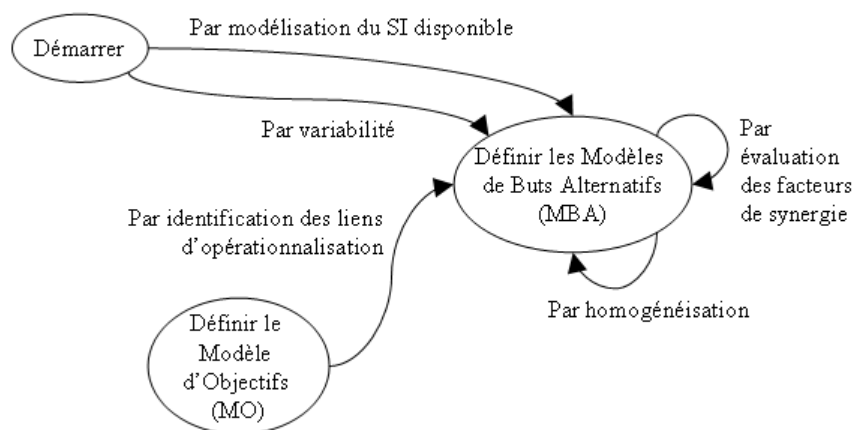 Par modélisation du SI disponible
Démarrer
Par variabilité
Définir les Modèles
de Buts Alternatifs
(MBA)
Par
évaluation
des facteurs
de synergie
Par identification des liens
d'opérationnalisation
Par homogénéisation
Définir le
Modèle
d'Objectifs
(MO)